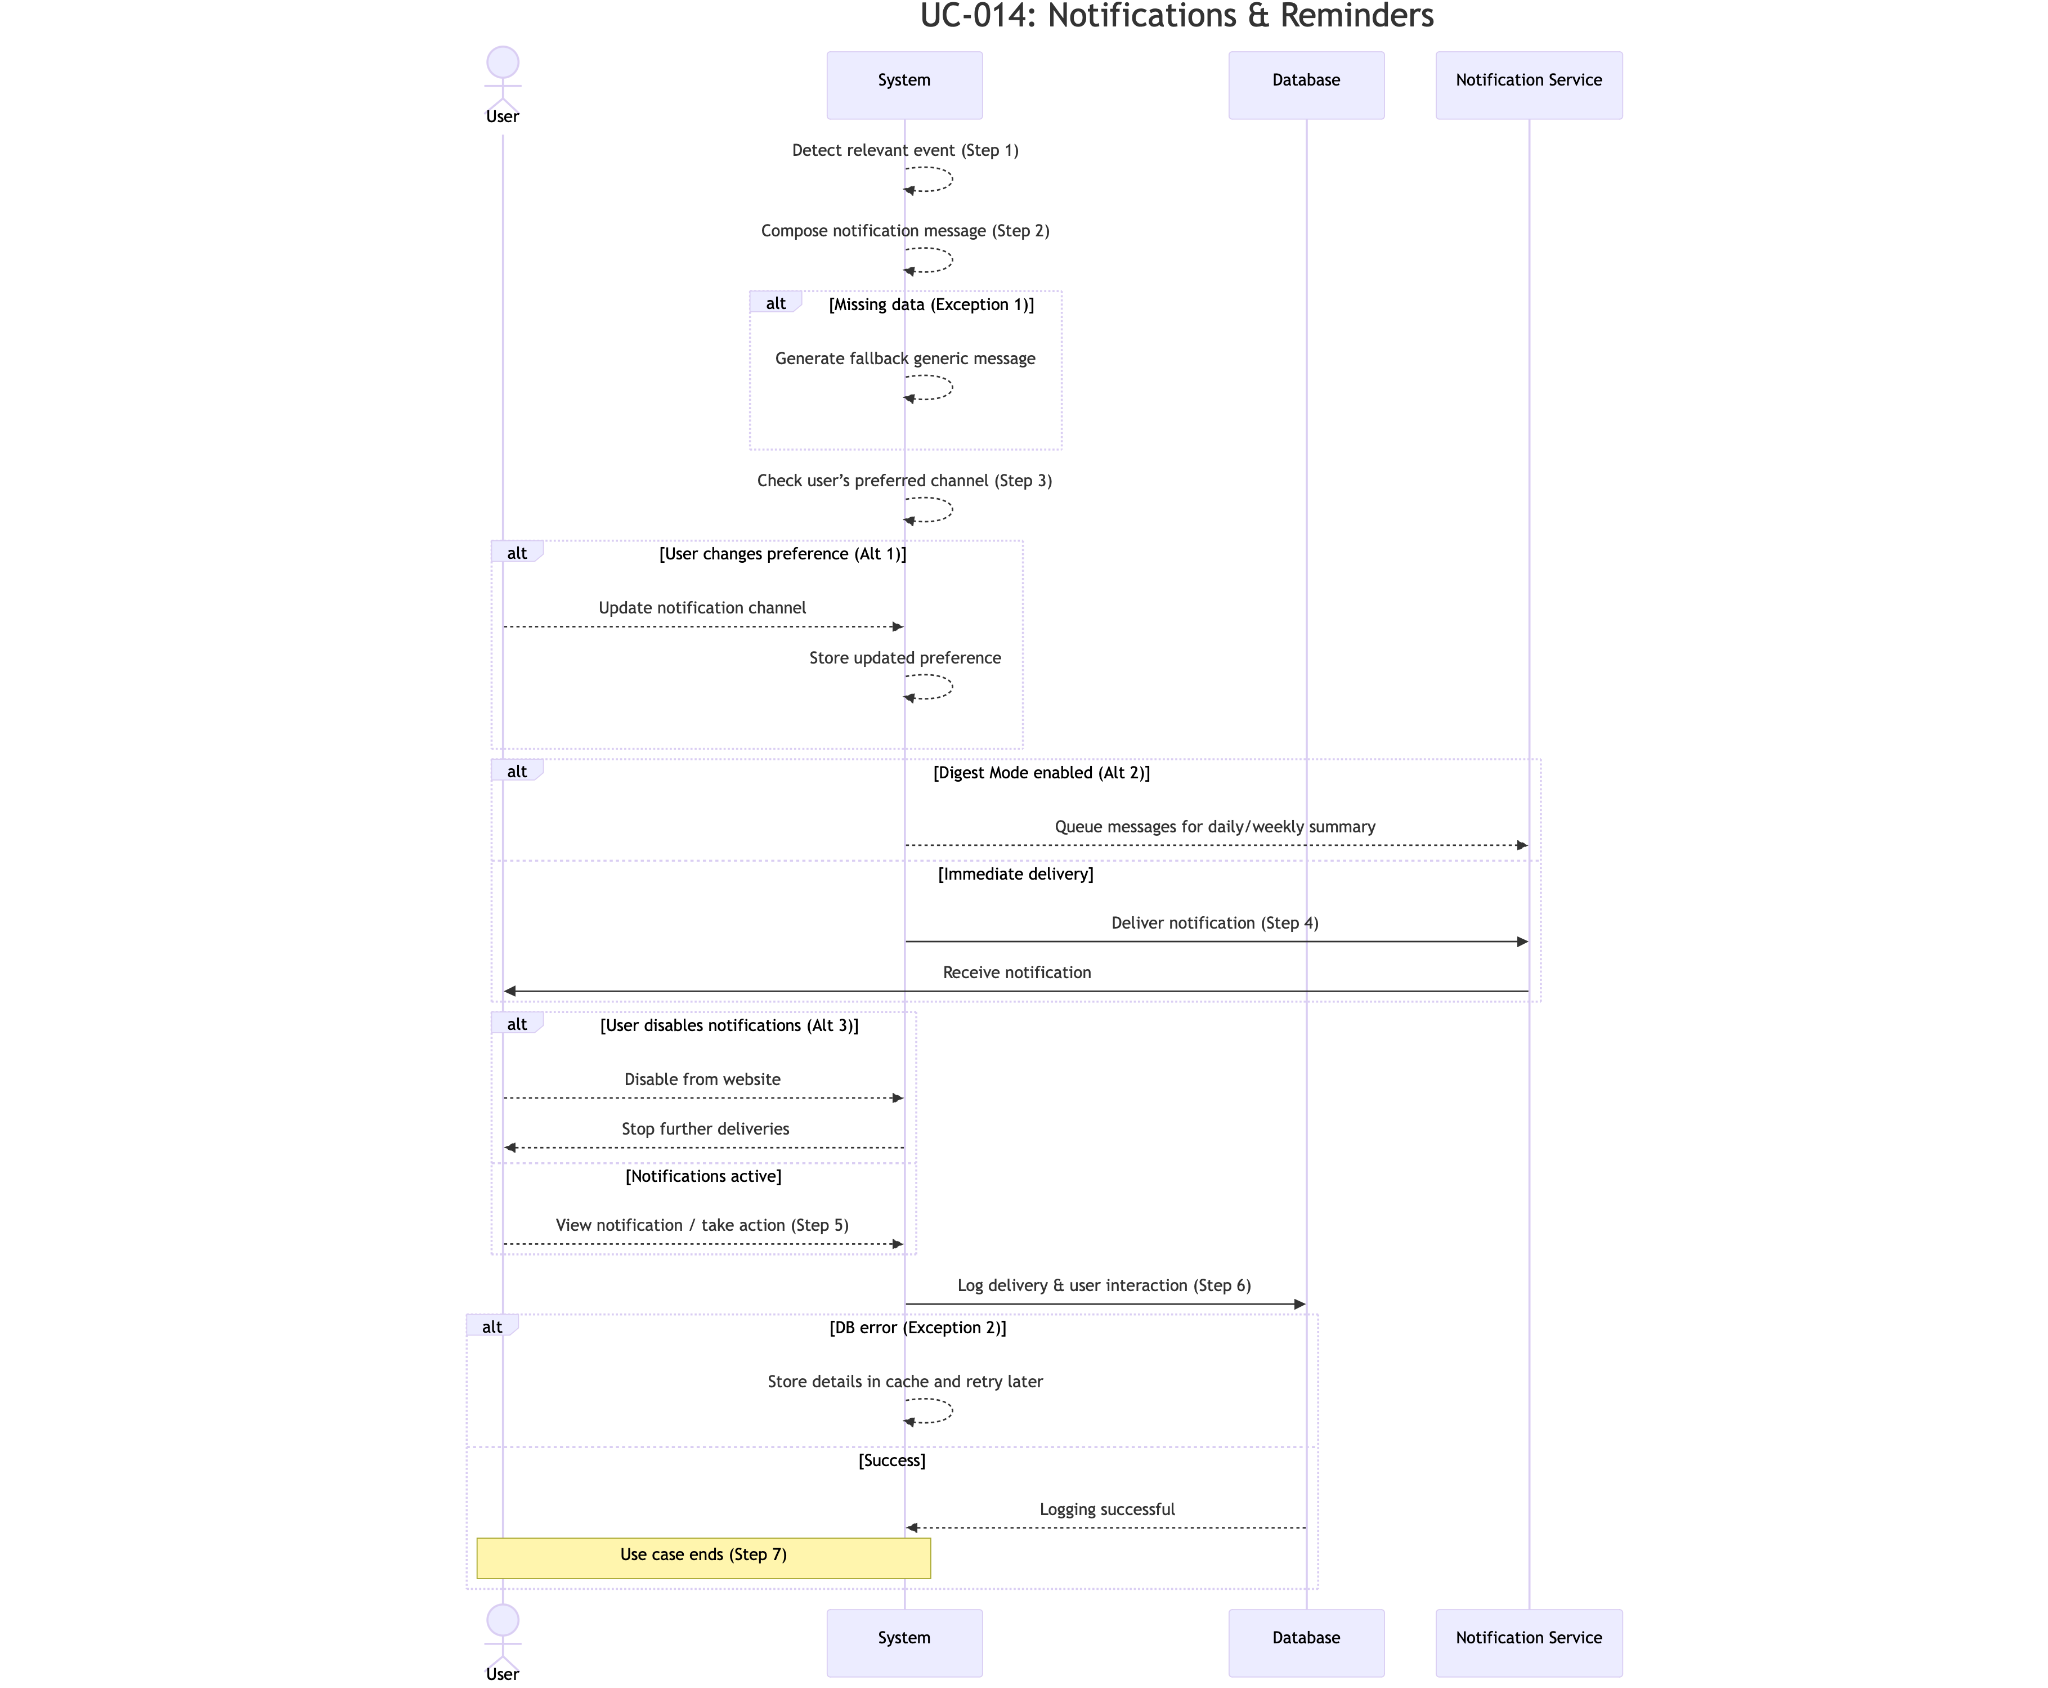 UC-014: Notifications & Reminders
User
System
Database
Notification Service
Detect relevant event (Step 1)
Compose notification message (Step 2)
alt
[Missing data (Exception 1)]
Generate fallback generic message
Check user’s preferred channel (Step 3)
alt
[User changes preference (Alt 1)]
Update notification channel
Store updated preference
alt
[Digest Mode enabled (Alt 2)]
Queue messages for daily/weekly summary
[Immediate delivery]
Deliver notification (Step 4)
Receive notification
alt
[User disables notifications (Alt 3)]
Disable from website
Stop further deliveries
[Notifications active]
View notification / take action (Step 5)
Log delivery & user interaction (Step 6)
alt
[DB error (Exception 2)]
Store details in cache and retry later
[Success]
Logging successful
Use case ends (Step 7)
User
System
Database
Notification Service